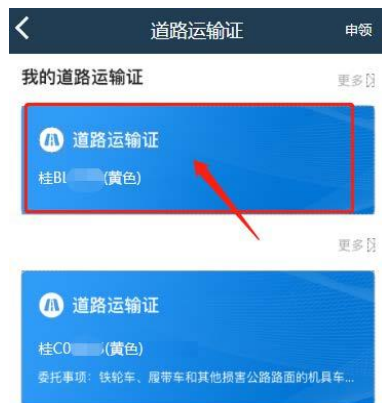 道路运输证 申领
我的道路运输证 更多
道路运输证
桂BL (黄色)
更多
道路运输证
桂C0 (黄色)
委托事项：铁轮车、履带车和其他损害公路路面的机具车...